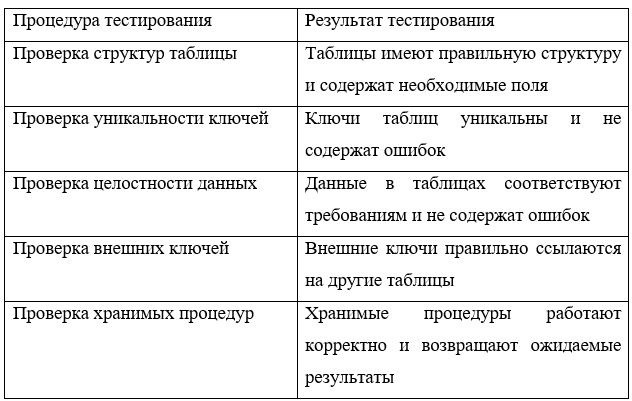 Процедура тестирования
Результат тестирования
Проверка структур таблицы
Таблицы имеют правильную структуру
и содержат необходимые поля
Проверка уникальности ключей
Ключи таблиц уникальны и не
содержат ошибок
Проверка целостности данных
Данные в таблицах соответствуют
требованиям и не содержат ошибок
Проверка внешних ключей
Внешние ключи правильно ссылаются
на другие таблицы
Проверка хранимых процедур
Хранимые процедуры работают
корректно и возвращают ожидаемые
результаты